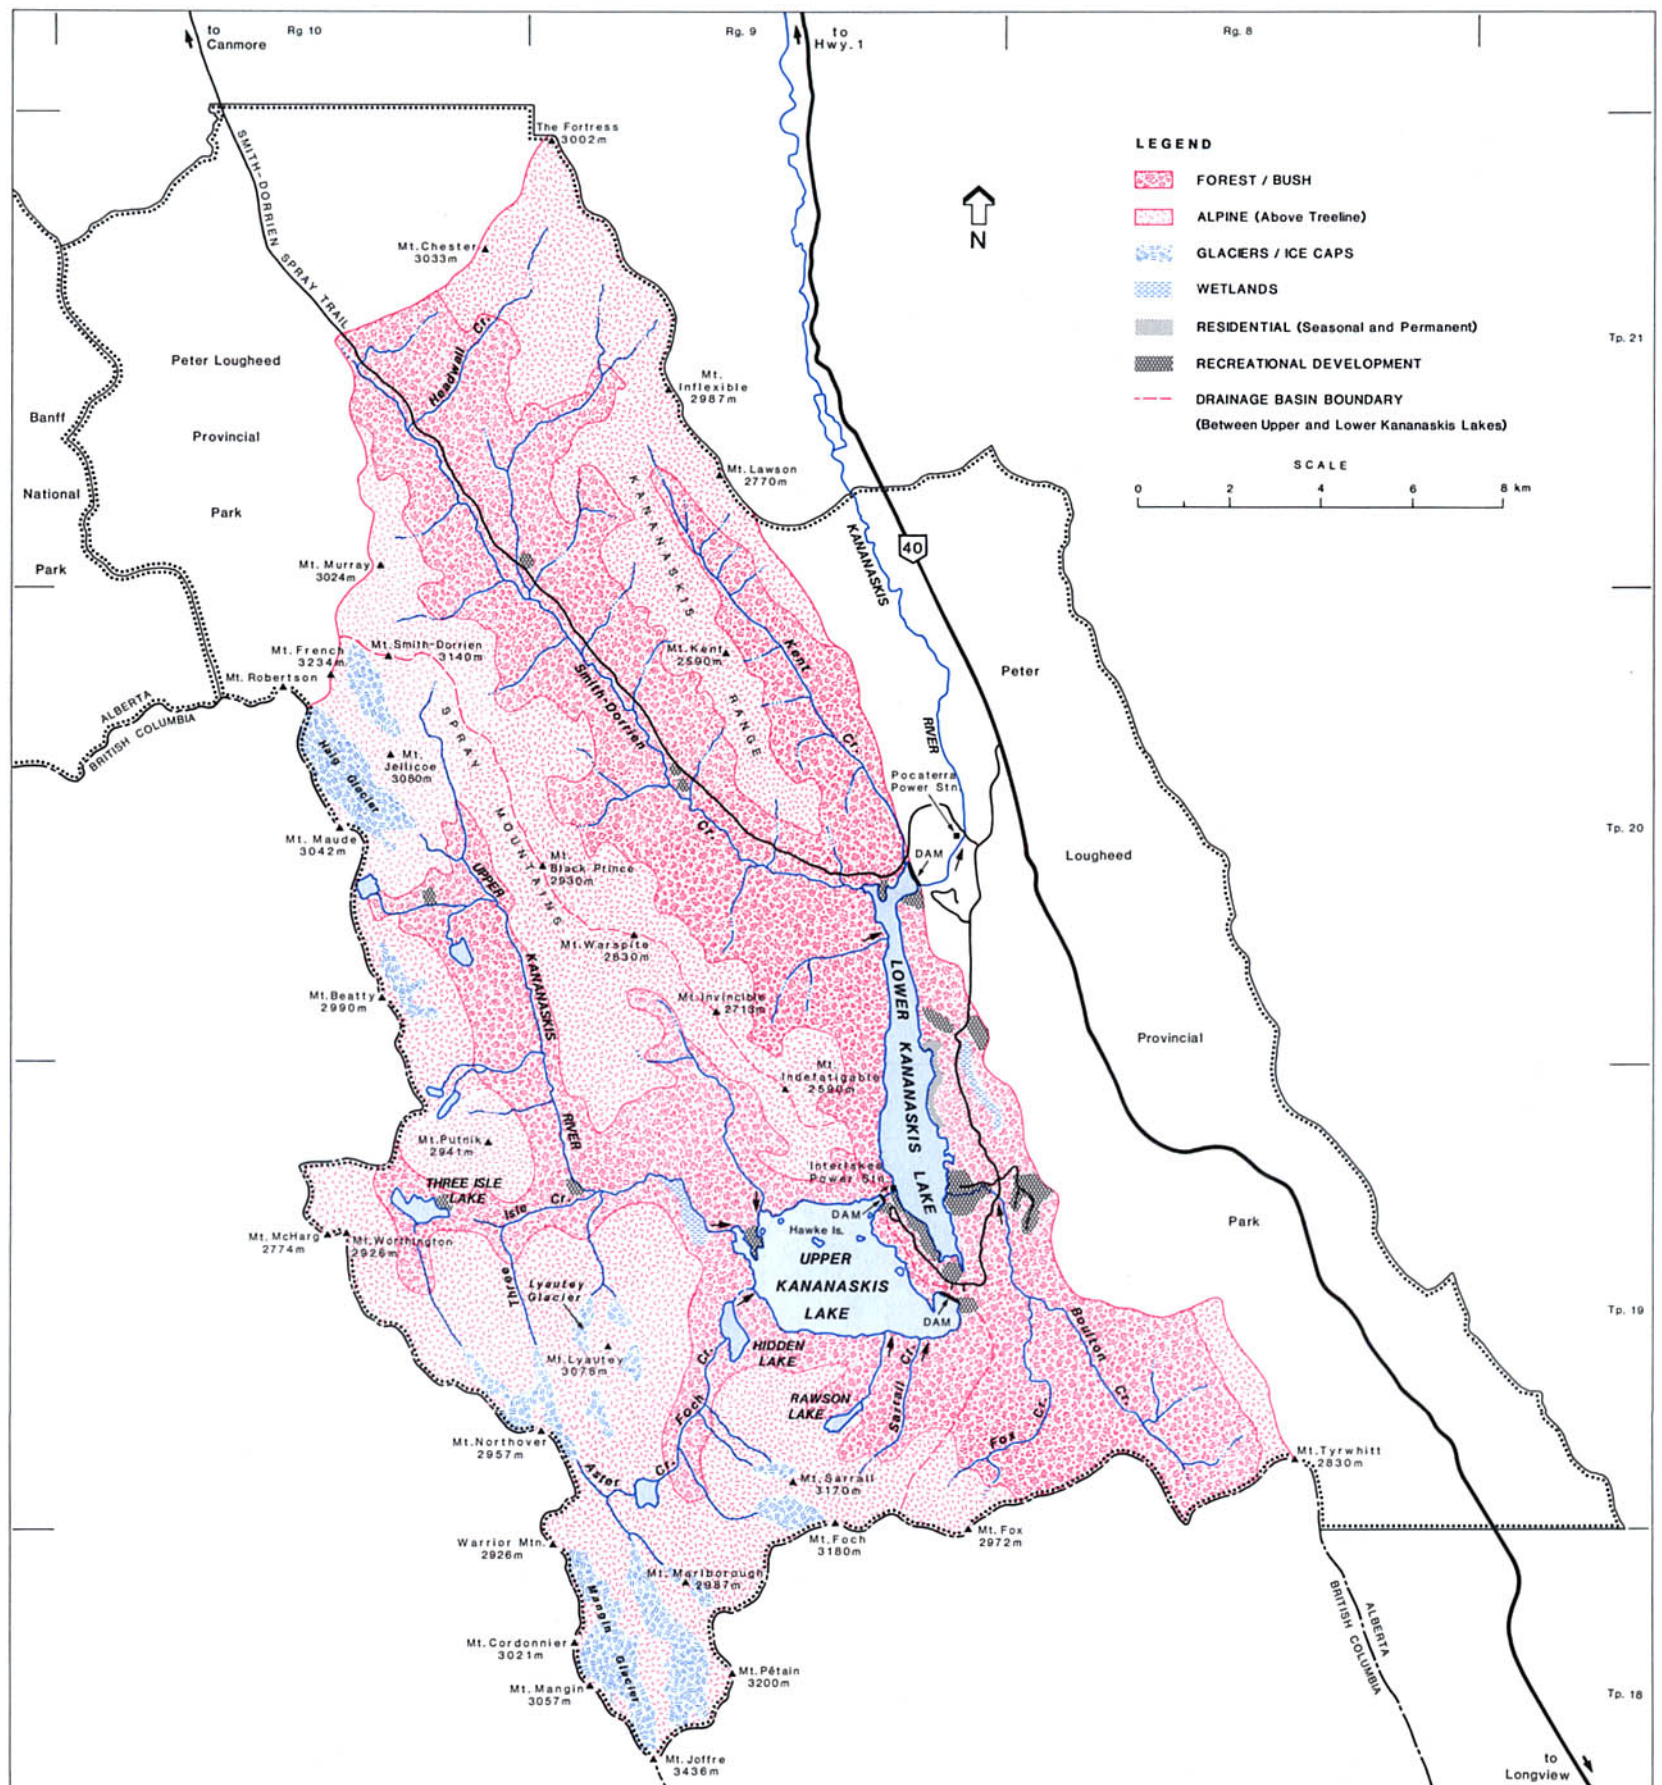 to
Canmore
Rg 10
Rg. 9
to
Hwy. 1
Rg. 8
The Fortress
3002m
SMITH-DORRIEN SPRAY TRAIL
LEGEND
FOREST / BUSH
ALPINE (Above Treeline)
GLACIERS / ICE CAPS
WETLANDS
RESIDENTIAL (Seasonal and Permanent)
RECREATIONAL DEVELOPMENT
DRAINAGE BASIN BOUNDARY
(Between Upper and Lower Kananaskis Lakes)
SCALE
0 2 4 6 8 km
N
Tp. 21
Mt. Chester
3033m
Headwall Cr.
Peter Lougheed
Provincial
Park
Banff
National
Park
Mt.
Inflexible
2987m
Mt. Lawson
2770m
KANANASKIS
RANGE
40
KANANASKIS
RIVER
Mt. Murray
3024m
Mt. French
3234m
Mt. Smith-Dorrien
3140m
Mt. Robertson
ALBERTA
BRITISH COLUMBIA
Mt. Kent
2590m
Kent
Cr.
Smith-Dorrien
Cr.
Peter
Lougheed
Provincial
Park
SPRAY
MOUNTAINS
Haig Glacier
Mt.
Jellicoe
3080m
Pocaterra
Power Stn.
DAM
Tp. 20
Mt. Maude
3042m
Mt.
Black Prince
2930m
UPPER
KANANASKIS
RIVER
Mt. Warspite
2830m
Mt. Beatty
2990m
Mt. Invincible
2713m
Mt.
Indefatigable
2590m
LOWER
KANANASKIS
LAKE
Mt. Putnik
2941m
THREE ISLE
LAKE
Three
Isle
Cr.
Interlakes
Power Stn.
DAM
Hawke Is.
UPPER
KANANASKIS
LAKE
DAM
Mt. McHarg
2774m
Mt. Worthington
2926m
Lyautey
Glacier
Mt. Lyautey
3076m
HIDDEN
LAKE
RAWSON
LAKE
Sarrail
Cr.
Foch
Cr.
Boulton
Cr.
Fox
Cr.
Tp. 19
Mt. Northover
2957m
Aster
Cr.
Mt. Sarrail
3170m
Mt. Tyrwhitt
2830m
Mt. Foch
3180m
Mt. Fox
2972m
Warrior Mtn.
2926m
Mt. Marlborough
2987m
Mangin
Glacier
Mt. Cordonnier
3021m
Mt. Mangin
3057m
Mt. Pétain
3200m
Mt. Joffre
3436m
ALBERTA
BRITISH COLUMBIA
Tp. 18
to
Longview